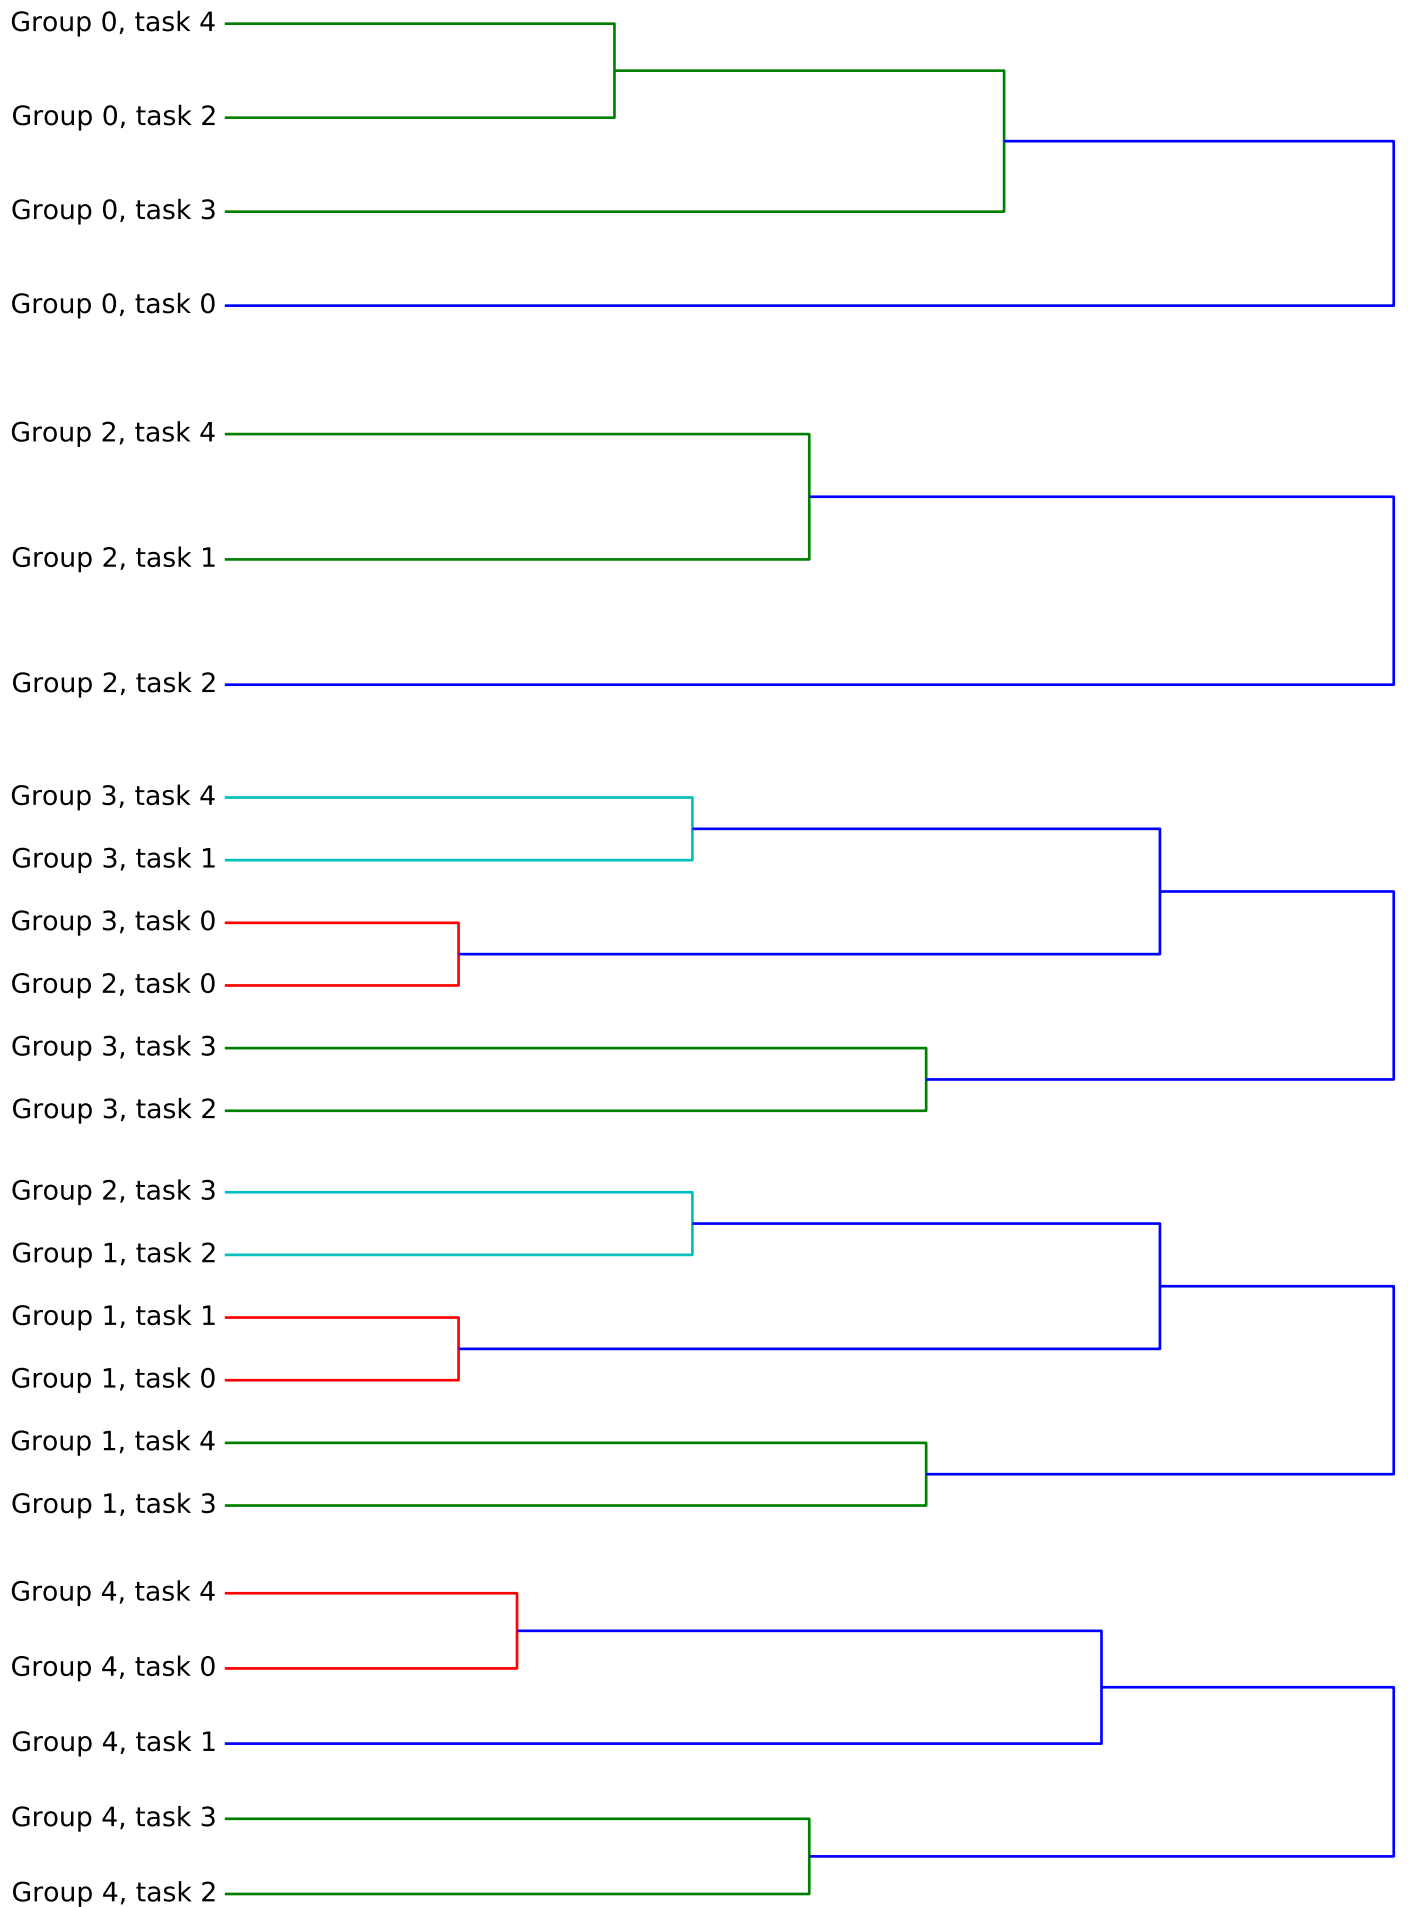 Group 0, task 4
Group 0, task 2
Group 0, task 3
Group 0, task 0
Group 2, task 4
Group 2, task 1
Group 2, task 2
Group 3, task 4
Group 3, task 1
Group 3, task 0
Group 2, task 0
Group 3, task 3
Group 3, task 2
Group 2, task 3
Group 1, task 2
Group 1, task 1
Group 1, task 0
Group 1, task 4
Group 1, task 3
Group 4, task 4
Group 4, task 0
Group 4, task 1
Group 4, task 3
Group 4, task 2